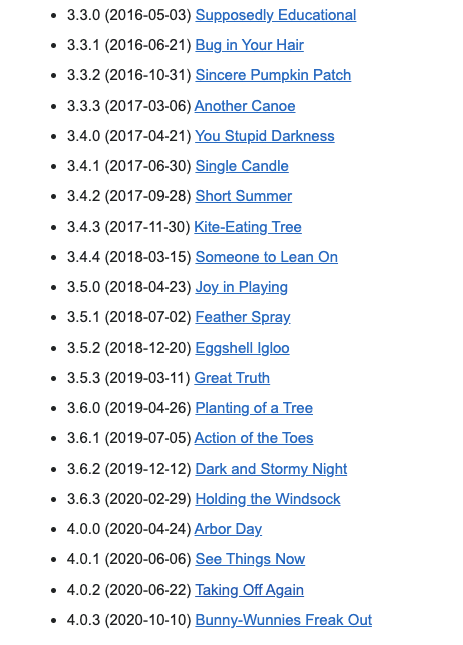 3.3.0 (2016-05-03) Supposedly Educational
3.3.1 (2016-06-21) Bug in Your Hair
3.3.2 (2016-10-31) Sincere Pumpkin Patch
3.3.3 (2017-03-06) Another Canoe
3.4.0 (2017-04-21) You Stupid Darkness
3.4.1 (2017-06-30) Single Candle
3.4.2 (2017-09-28) Short Summer
3.4.3 (2017-11-30) Kite-Eating Tree
3.4.4 (2018-03-15) Someone to Lean On
3.5.0 (2018-04-23) Joy in Playing
3.5.1 (2018-07-02) Feather Spray
3.5.2 (2018-12-20) Eggshell Igloo
3.5.3 (2019-03-11) Great Truth
3.6.0 (2019-04-26) Planting of a Tree
3.6.1 (2019-07-05) Action of the Toes
3.6.2 (2019-12-12) Dark and Stormy Night
3.6.3 (2020-02-29) Holding the Windsock
4.0.0 (2020-04-24) Arbor Day
4.0.1 (2020-06-06) See Things Now
4.0.2 (2020-06-22) Taking Off Again
4.0.3 (2020-10-10) Bunny-Wunnies Freak Out